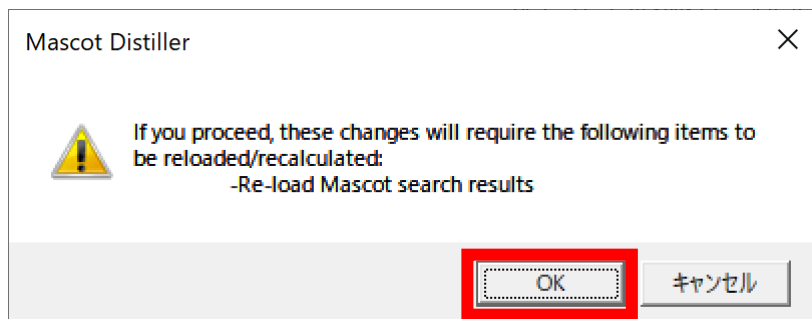 Mascot Distiller
If you proceed, these changes will require the following items to
be reloaded/recalculated:
-Re-load Mascot search results
OK
キャンセル